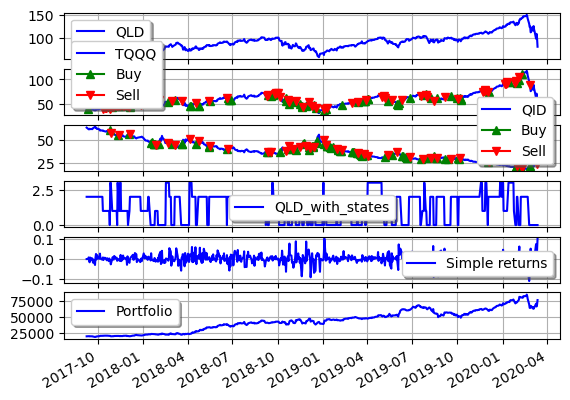 150
100
QLD
TQQQ
Buy
Sell
100
50
QID
Buy
Sell
50
25
2.5
0.0
QLD_with_states
0.1
0.0
−0.1
Simple returns
75000
50000
25000
Portfolio
2017-10
2018-01
2018-04
2018-07
2018-10
2019-01
2019-04
2019-07
2019-10
2020-01
2020-04